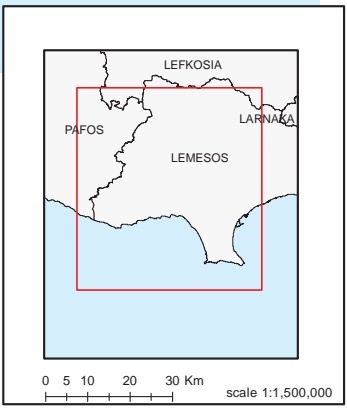 LEFKOSIA
LARNAKA
PAFOS
LEMESOS
0 5 10 20 30 Km
scale 1:1,500,000